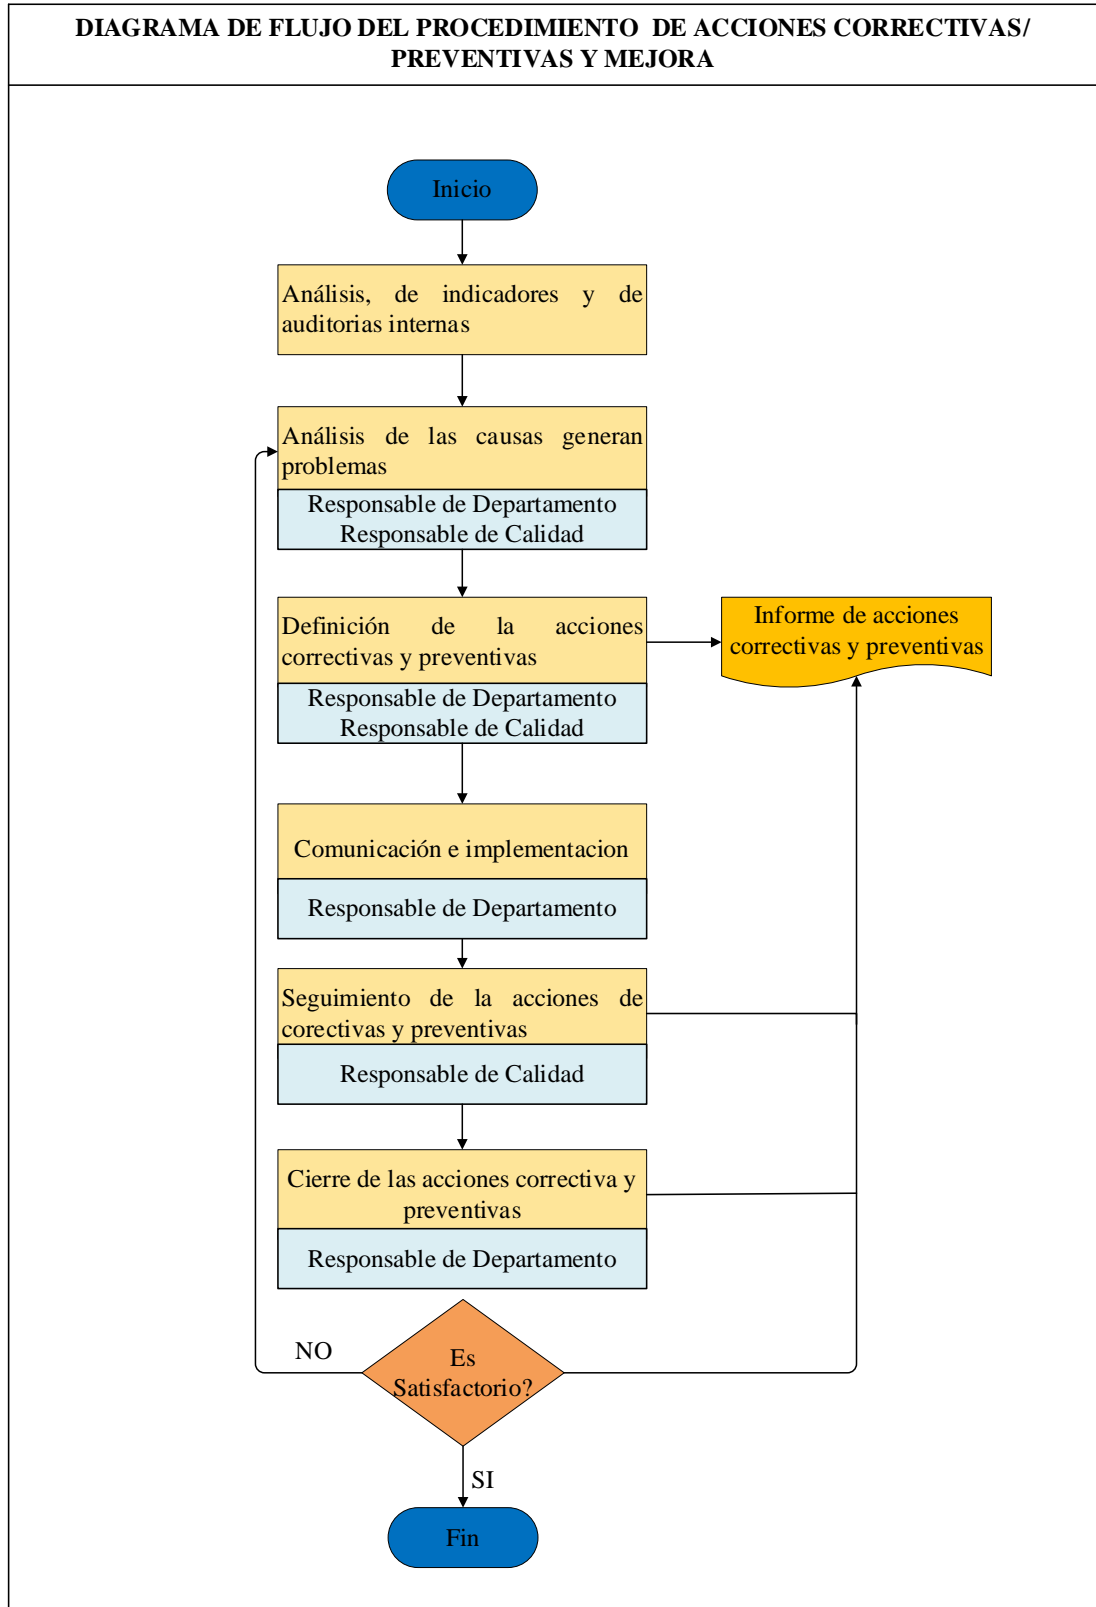 DIAGRAMA DE FLUJO DEL PROCEDIMIENTO DE ACCIONES CORRECTIVAS/
PREVENTIVAS Y MEJORA
Inicio
Análisis, de indicadores y de
auditorias internas
Análisis de las causas generan
problemas
Responsable de Departamento
Responsable de Calidad
Definición de la acciones
correctivas y preventivas
Responsable de Departamento
Responsable de Calidad
Informe de acciones
correctivas y preventivas
Comunicación e implementacion
Responsable de Departamento
Seguimiento de la acciones de
corectivas y preventivas
Responsable de Calidad
Cierre de las acciones correctiva y
preventivas
Responsable de Departamento
NO
Es
Satisfactorio?
SI
Fin